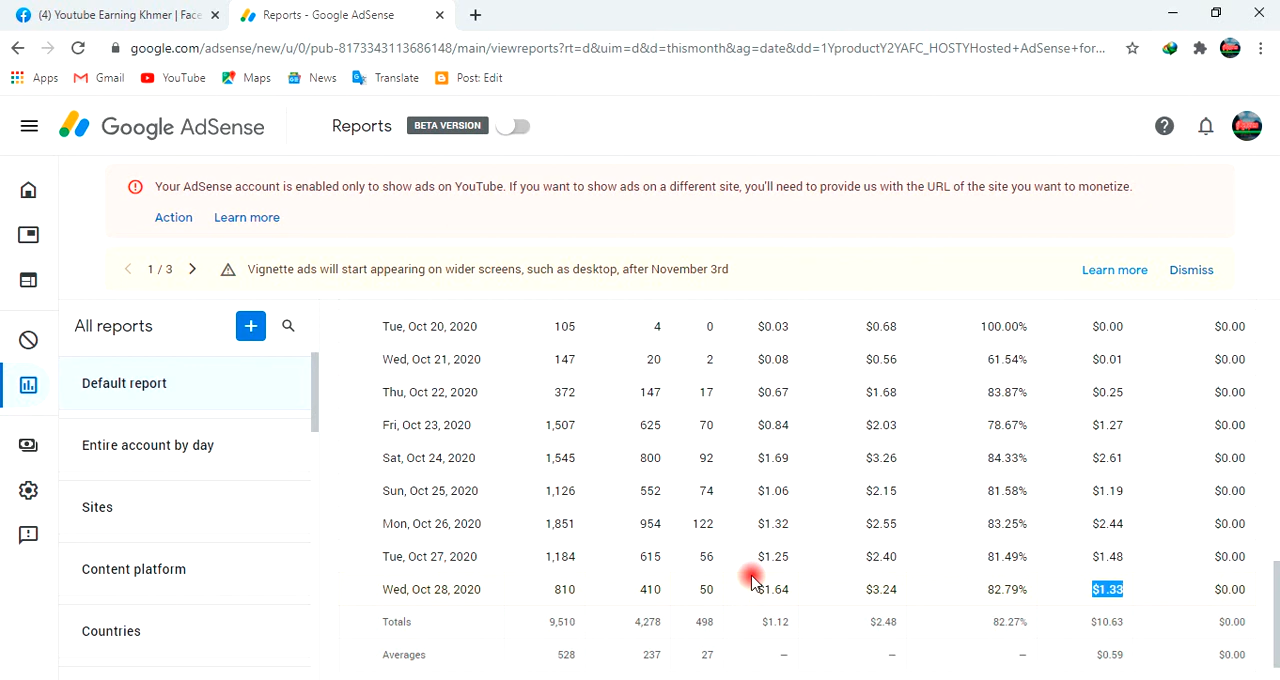 (4) Youtube Earning Khmer | Face
Reports - Google AdSense
google.com/adsense/new/u/0/pub-8173343113686148/main/viewreports?rt=d&uim=d&d=thismonth&ag=date&dd=1YproductY2YAFC_HOSTYHosted+AdSense+for...
Apps Gmail YouTube Maps News Translate Post: Edit
Google AdSense Reports BETA VERSION
Your AdSense account is enabled only to show ads on YouTube. If you want to show ads on a different site, you'll need to provide us with the URL of the site you want to monetize.
Action Learn more
1 / 3 Vignette ads will start appearing on wider screens, such as desktop, after November 3rd Learn more Dismiss
All reports
Default report
Entire account by day
Sites
Content platform
Countries
Tue, Oct 20, 2020 105 4 0 $0.03 $0.68 100.00% $0.00 $0.00
Wed, Oct 21, 2020 147 20 2 $0.08 $0.56 61.54% $0.01 $0.00
Thu, Oct 22, 2020 372 147 17 $0.67 $1.68 83.87% $0.25 $0.00
Fri, Oct 23, 2020 1,507 625 70 $0.84 $2.03 78.67% $1.27 $0.00
Sat, Oct 24, 2020 1,545 800 92 $1.69 $3.26 84.33% $2.61 $0.00
Sun, Oct 25, 2020 1,126 552 74 $1.06 $2.15 81.58% $1.19 $0.00
Mon, Oct 26, 2020 1,851 954 122 $1.32 $2.55 83.25% $2.44 $0.00
Tue, Oct 27, 2020 1,184 615 56 $1.25 $2.40 81.49% $1.48 $0.00
Wed, Oct 28, 2020 810 410 50 $1.64 $3.24 82.79% $1.33 $0.00
Totals 9,510 4,278 498 $1.12 $2.48 82.27% $10.63 $0.00
Averages 528 237 27 – – – $0.59 $0.00